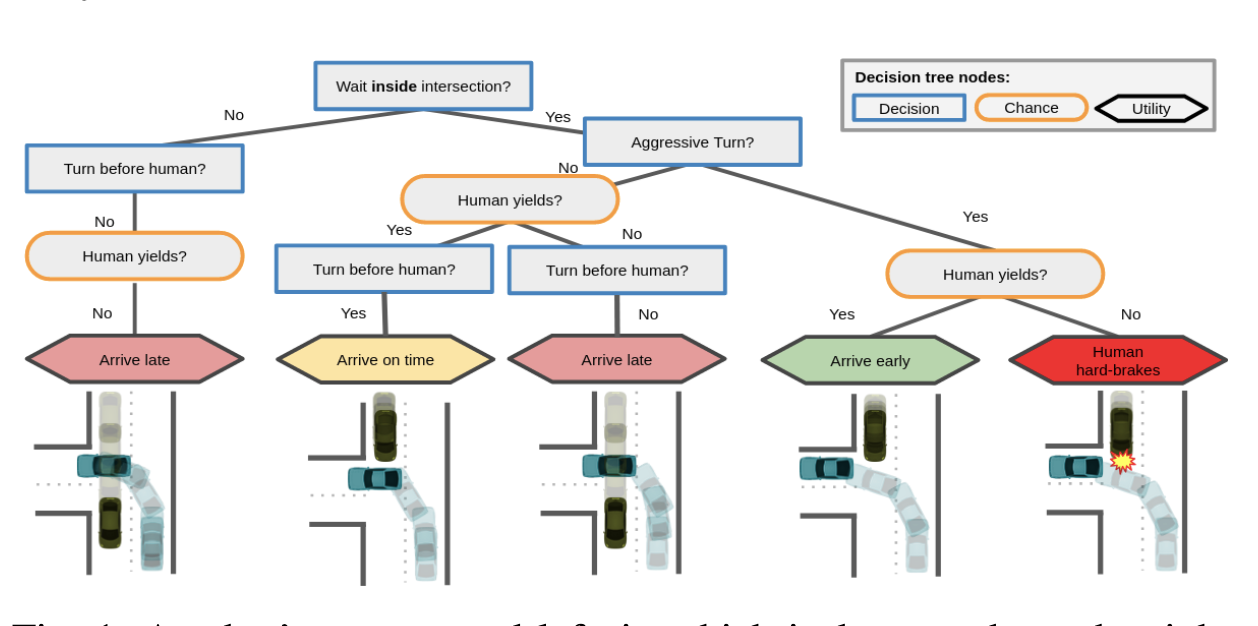 Wait inside intersection?
Decision tree nodes:
Decision
Chance
Utility
No
Yes
Turn before human?
Aggressive Turn?
No
Human yields?
Yes
No
Human yields?
Yes
No
Turn before human?
Turn before human?
Human yields?
No
Yes
No
Yes
No
Arrive late
Arrive on time
Arrive late
Arrive early
Human
hard-brakes